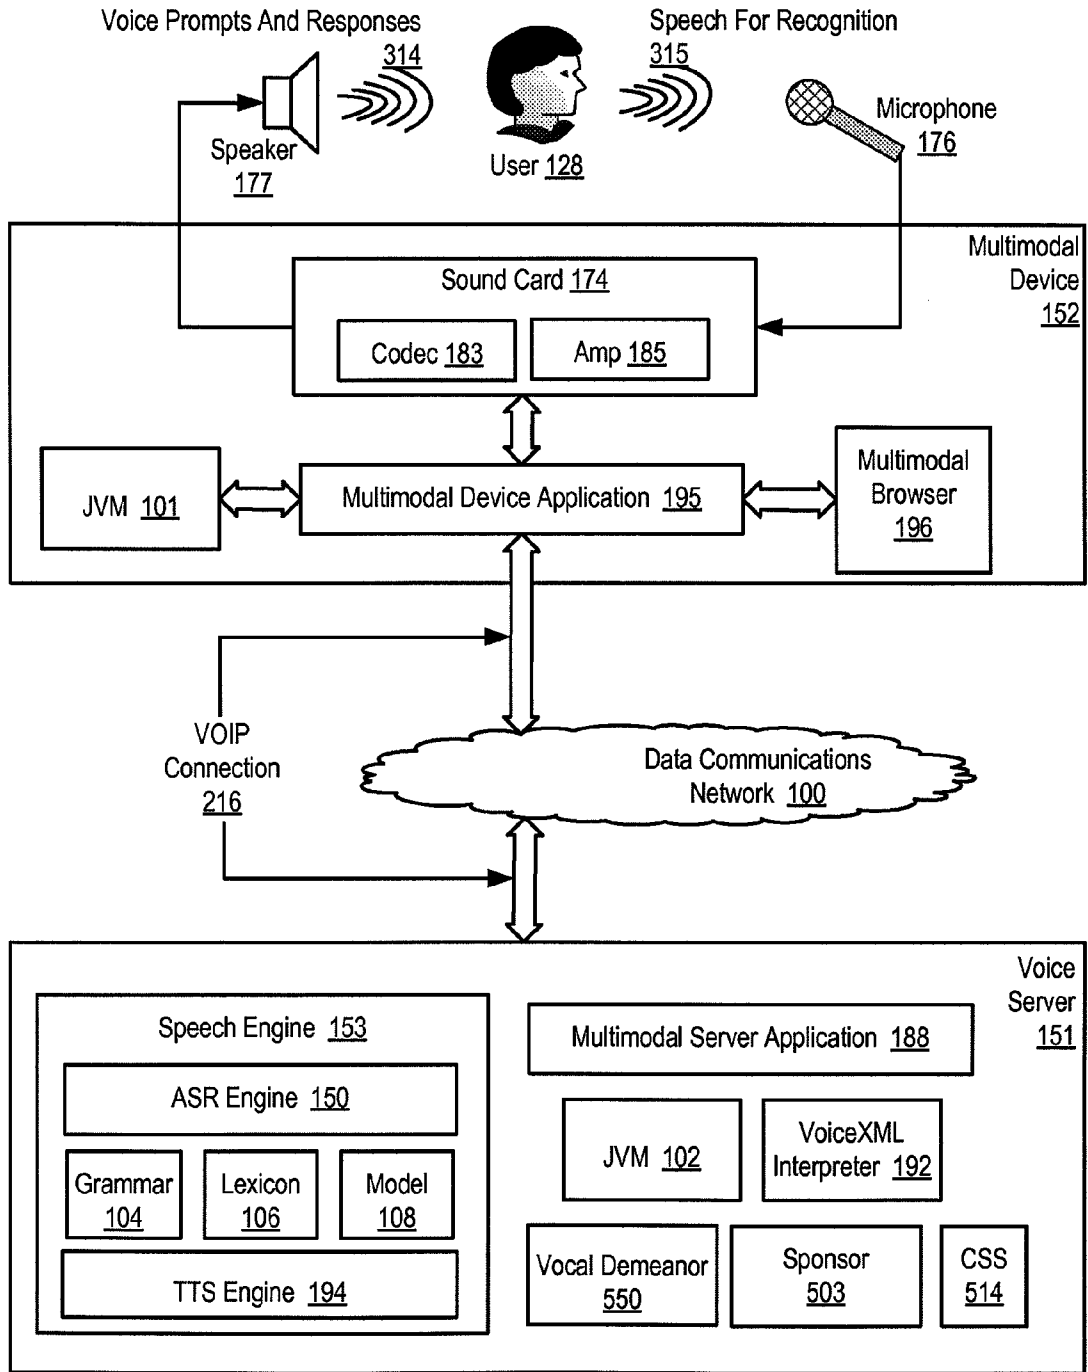 Voice Prompts And Responses
314
Speech For Recognition
315
Speaker
177
User 128
Microphone
176
Multimodal
Device
152
Sound Card 174
Codec 183
Amp 185
JVM 101
Multimodal Device Application 195
Multimodal
Browser
196
VOIP
Connection
216
Data Communications
Network 100
Voice
Server
151
Speech Engine 153
ASR Engine 150
Grammar
104
Lexicon
106
Model
108
TTS Engine 194
Multimodal Server Application 188
JVM 102
VoiceXML
Interpreter 192
Vocal Demeanor
550
Sponsor
503
CSS
514